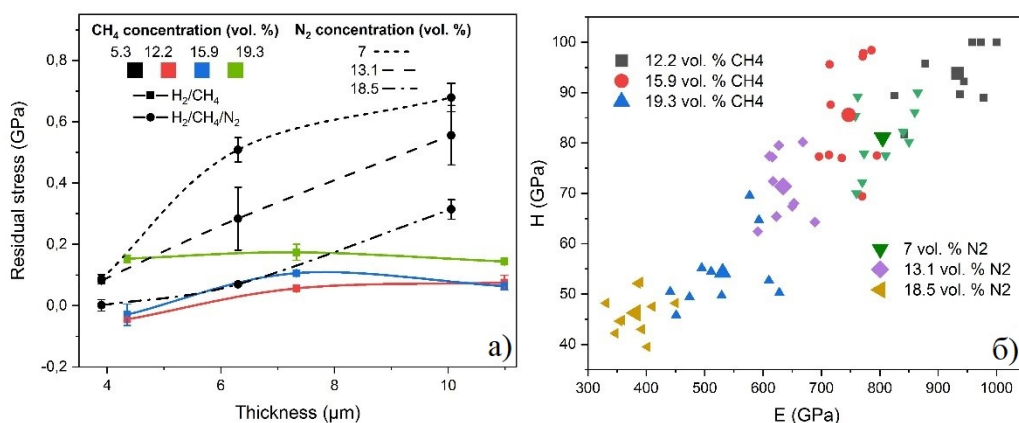 CH4 concentration (vol. %) N2 concentration (vol. %)
5.3 12.2 15.9 19.3
7
13.1
18.5
H2/CH4
H2/CH4/N2
0,8
0,6
0,4
0,2
0,0
-0,2
Residual stress (GPa)
4 6 8 10
Thickness (µm)
а)
12.2 vol. % CH4
15.9 vol. % CH4
19.3 vol. % CH4
7 vol. % N2
13.1 vol. % N2
18.5 vol. % N2
100
90
80
70
60
50
40
H (GPa)
300 400 500 600 700 800 900 1000
E (GPa)
б)